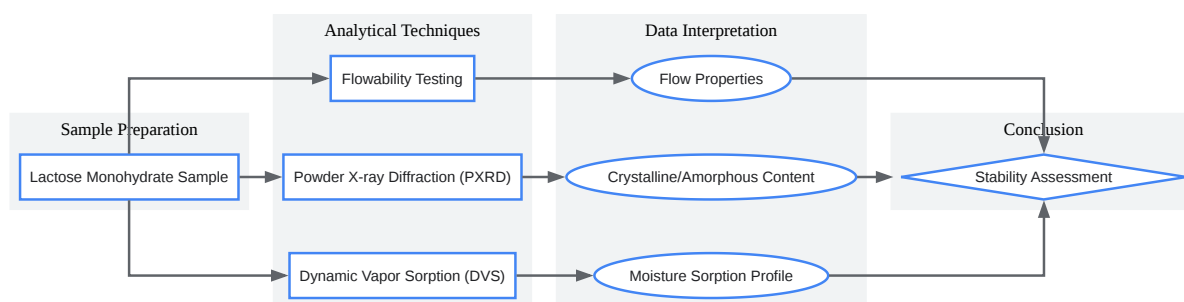 Analytical Techniques
Data Interpretation
Flowability Testing
Flow Properties
Sample Preparation
Conclusion
Lactose Monohydrate Sample
Powder X-ray Diffraction (PXRD)
Crystalline/Amorphous Content
Stability Assessment
Dynamic Vapor Sorption (DVS)
Moisture Sorption Profile